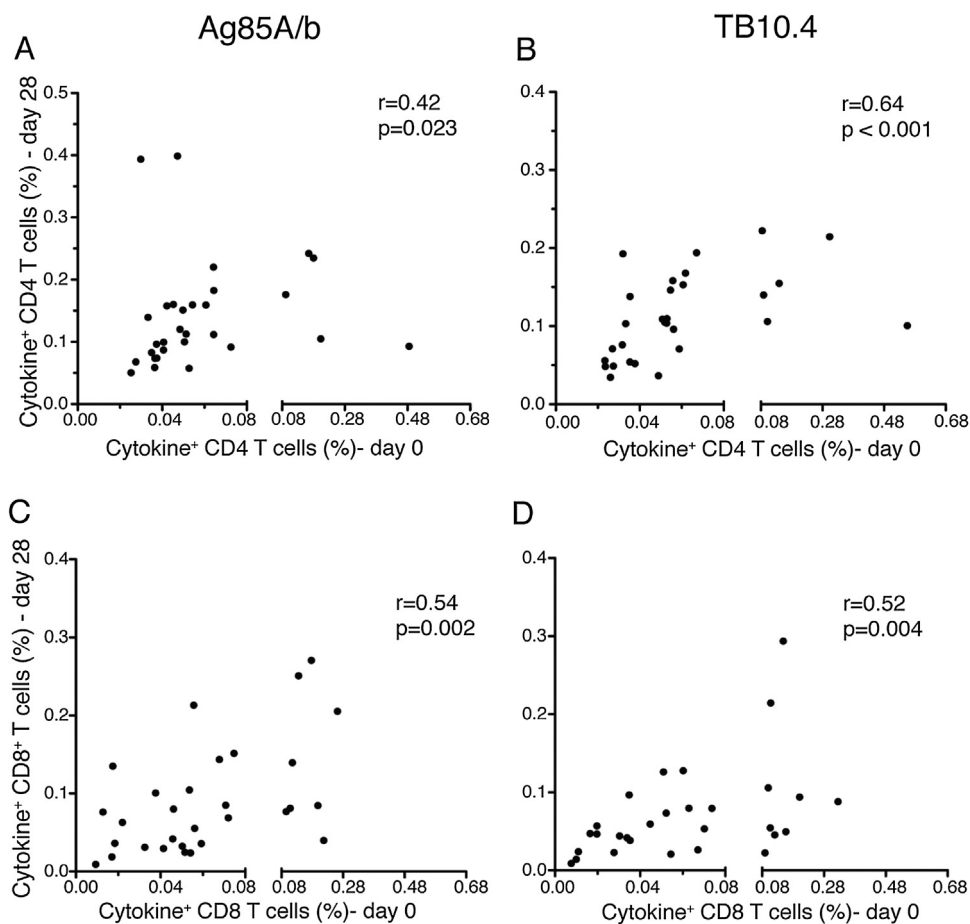 Ag85A/b
TB10.4
A
Cytokine⁺ CD4 T cells (%) - day 28
0.5
0.4
0.3
0.2
0.1
0.0
r=0.42
p=0.023
0.00 0.04 0.08 0.08 0.28 0.48 0.68
Cytokine⁺ CD4 T cells (%)- day 0
B
0.4
0.3
0.2
0.1
0.0
r=0.64
p < 0.001
0.00 0.04 0.08 0.08 0.28 0.48 0.68
Cytokine⁺ CD4 T cells (%)- day 0
C
Cytokine⁺ CD8⁺ T cells (%) - day 28
0.4
0.3
0.2
0.1
0.0
r=0.54
p=0.002
0.00 0.04 0.08 0.08 0.28 0.48 0.68
Cytokine⁺ CD8 T cells (%)- day 0
D
0.4
0.3
0.2
0.1
0.0
r=0.52
p=0.004
0.00 0.04 0.08 0.08 0.28 0.48 0.68
Cytokine⁺ CD8 T cells (%)- day 0